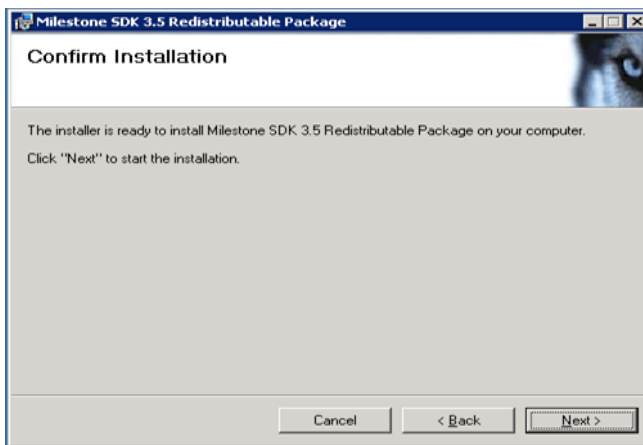 Milestone SDK 3.5 Redistributable Package
Confirm Installation
The installer is ready to install Milestone SDK 3.5 Redistributable Package on your computer.
Click "Next" to start the installation.
Cancel
< Back
Next >